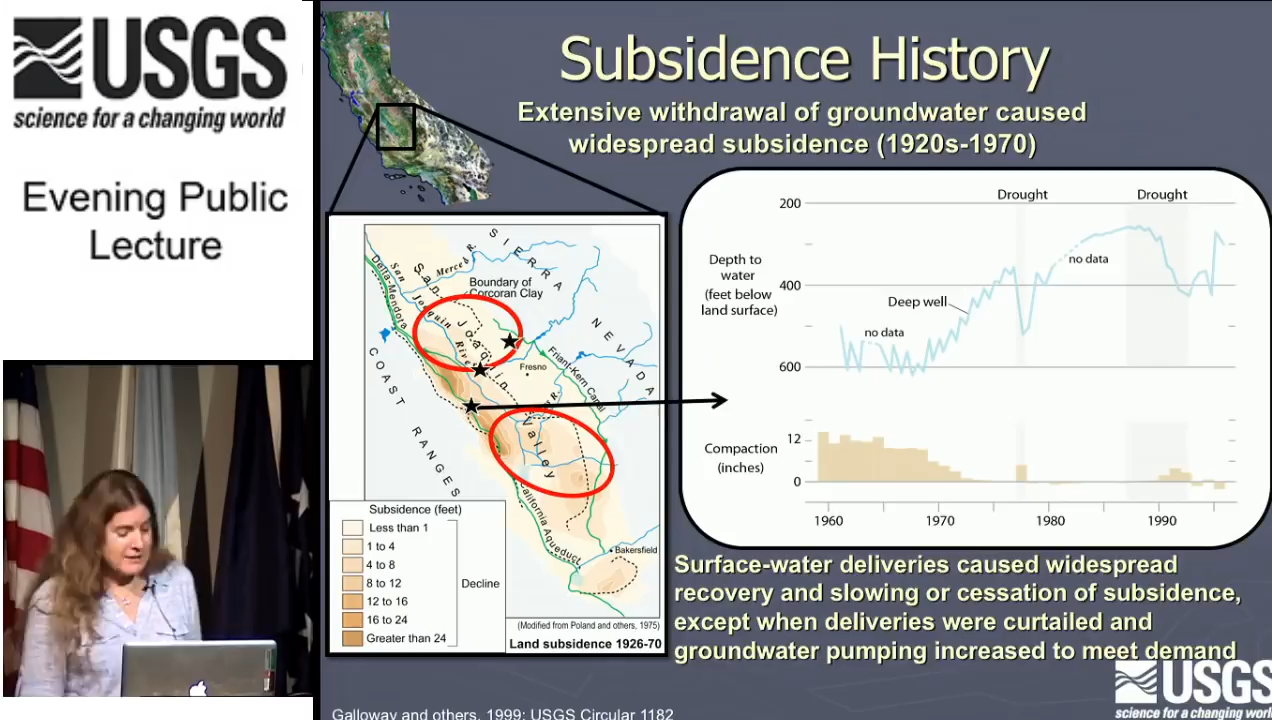 USGS
science for a changing world
Evening Public
Lecture
Subsidence History
Extensive withdrawal of groundwater caused
widespread subsidence (1920s-1970)
SIERRA
NEVADA
Merced R.
San Joaquin River
San Joaquin Valley
Boundary of
Corcoran Clay
Delta-Mendota
COAST RANGES
Fresno
Friant-Kern Canal
California Aqueduct
Bakersfield
Subsidence (feet)
Less than 1
1 to 4
4 to 8
8 to 12
12 to 16
16 to 24
Greater than 24
Decline
(Modified from Poland and others, 1975)
Land subsidence 1926-70
Drought
Drought
200
Depth to
water
(feet below
land surface)
400
600
no data
Deep well
no data
Compaction
(inches)
12
0
1960
1970
1980
1990
Surface-water deliveries caused widespread
recovery and slowing or cessation of subsidence,
except when deliveries were curtailed and
groundwater pumping increased to meet demand
USGS
science for a changing world
Galloway and others, 1999; USGS Circular 1182